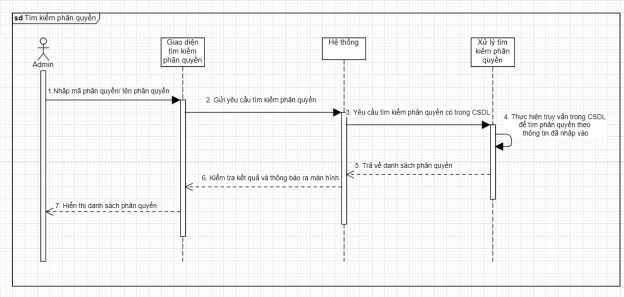 sd Tìm kiếm phân quyền
Giao diện
tìm kiếm
phân quyền
Hệ thống
Xử lý tìm
kiếm phân
quyền
Admin
1.Nhập mã phân quyền/ tên phân quyền
2. Gửi yêu cầu tìm kiếm phân quyền
3. Yêu cầu tìm kiếm phân quyền có trong CSDL
4. Thực hiện truy vấn trong CSDL
để tìm phân quyền theo
thông tin đã nhập vào
5. Trả về danh sách phân quyền
6. Kiểm tra kết quả và thông báo ra màn hình
7. Hiển thị danh sách phân quyền